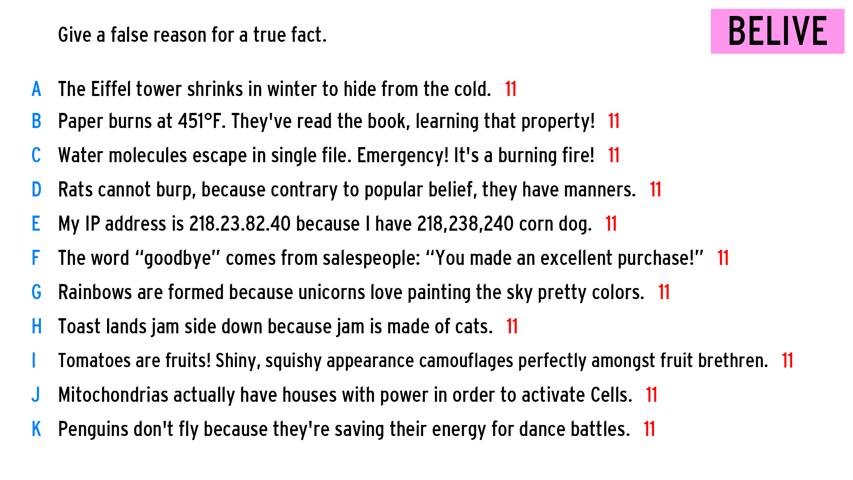 Give a false reason for a true fact.
BELIVE
A The Eiffel tower shrinks in winter to hide from the cold. 11
B Paper burns at 451°F. They've read the book, learning that property! 11
C Water molecules escape in single file. Emergency! It's a burning fire! 11
D Rats cannot burp, because contrary to popular belief, they have manners. 11
E My IP address is 218.23.82.40 because I have 218,238,240 corn dog. 11
F The word “goodbye” comes from salespeople: “You made an excellent purchase!” 11
G Rainbows are formed because unicorns love painting the sky pretty colors. 11
H Toast lands jam side down because jam is made of cats. 11
I Tomatoes are fruits! Shiny, squishy appearance camouflages perfectly amongst fruit brethren. 11
J Mitochondrias actually have houses with power in order to activate Cells. 11
K Penguins don't fly because they're saving their energy for dance battles. 11